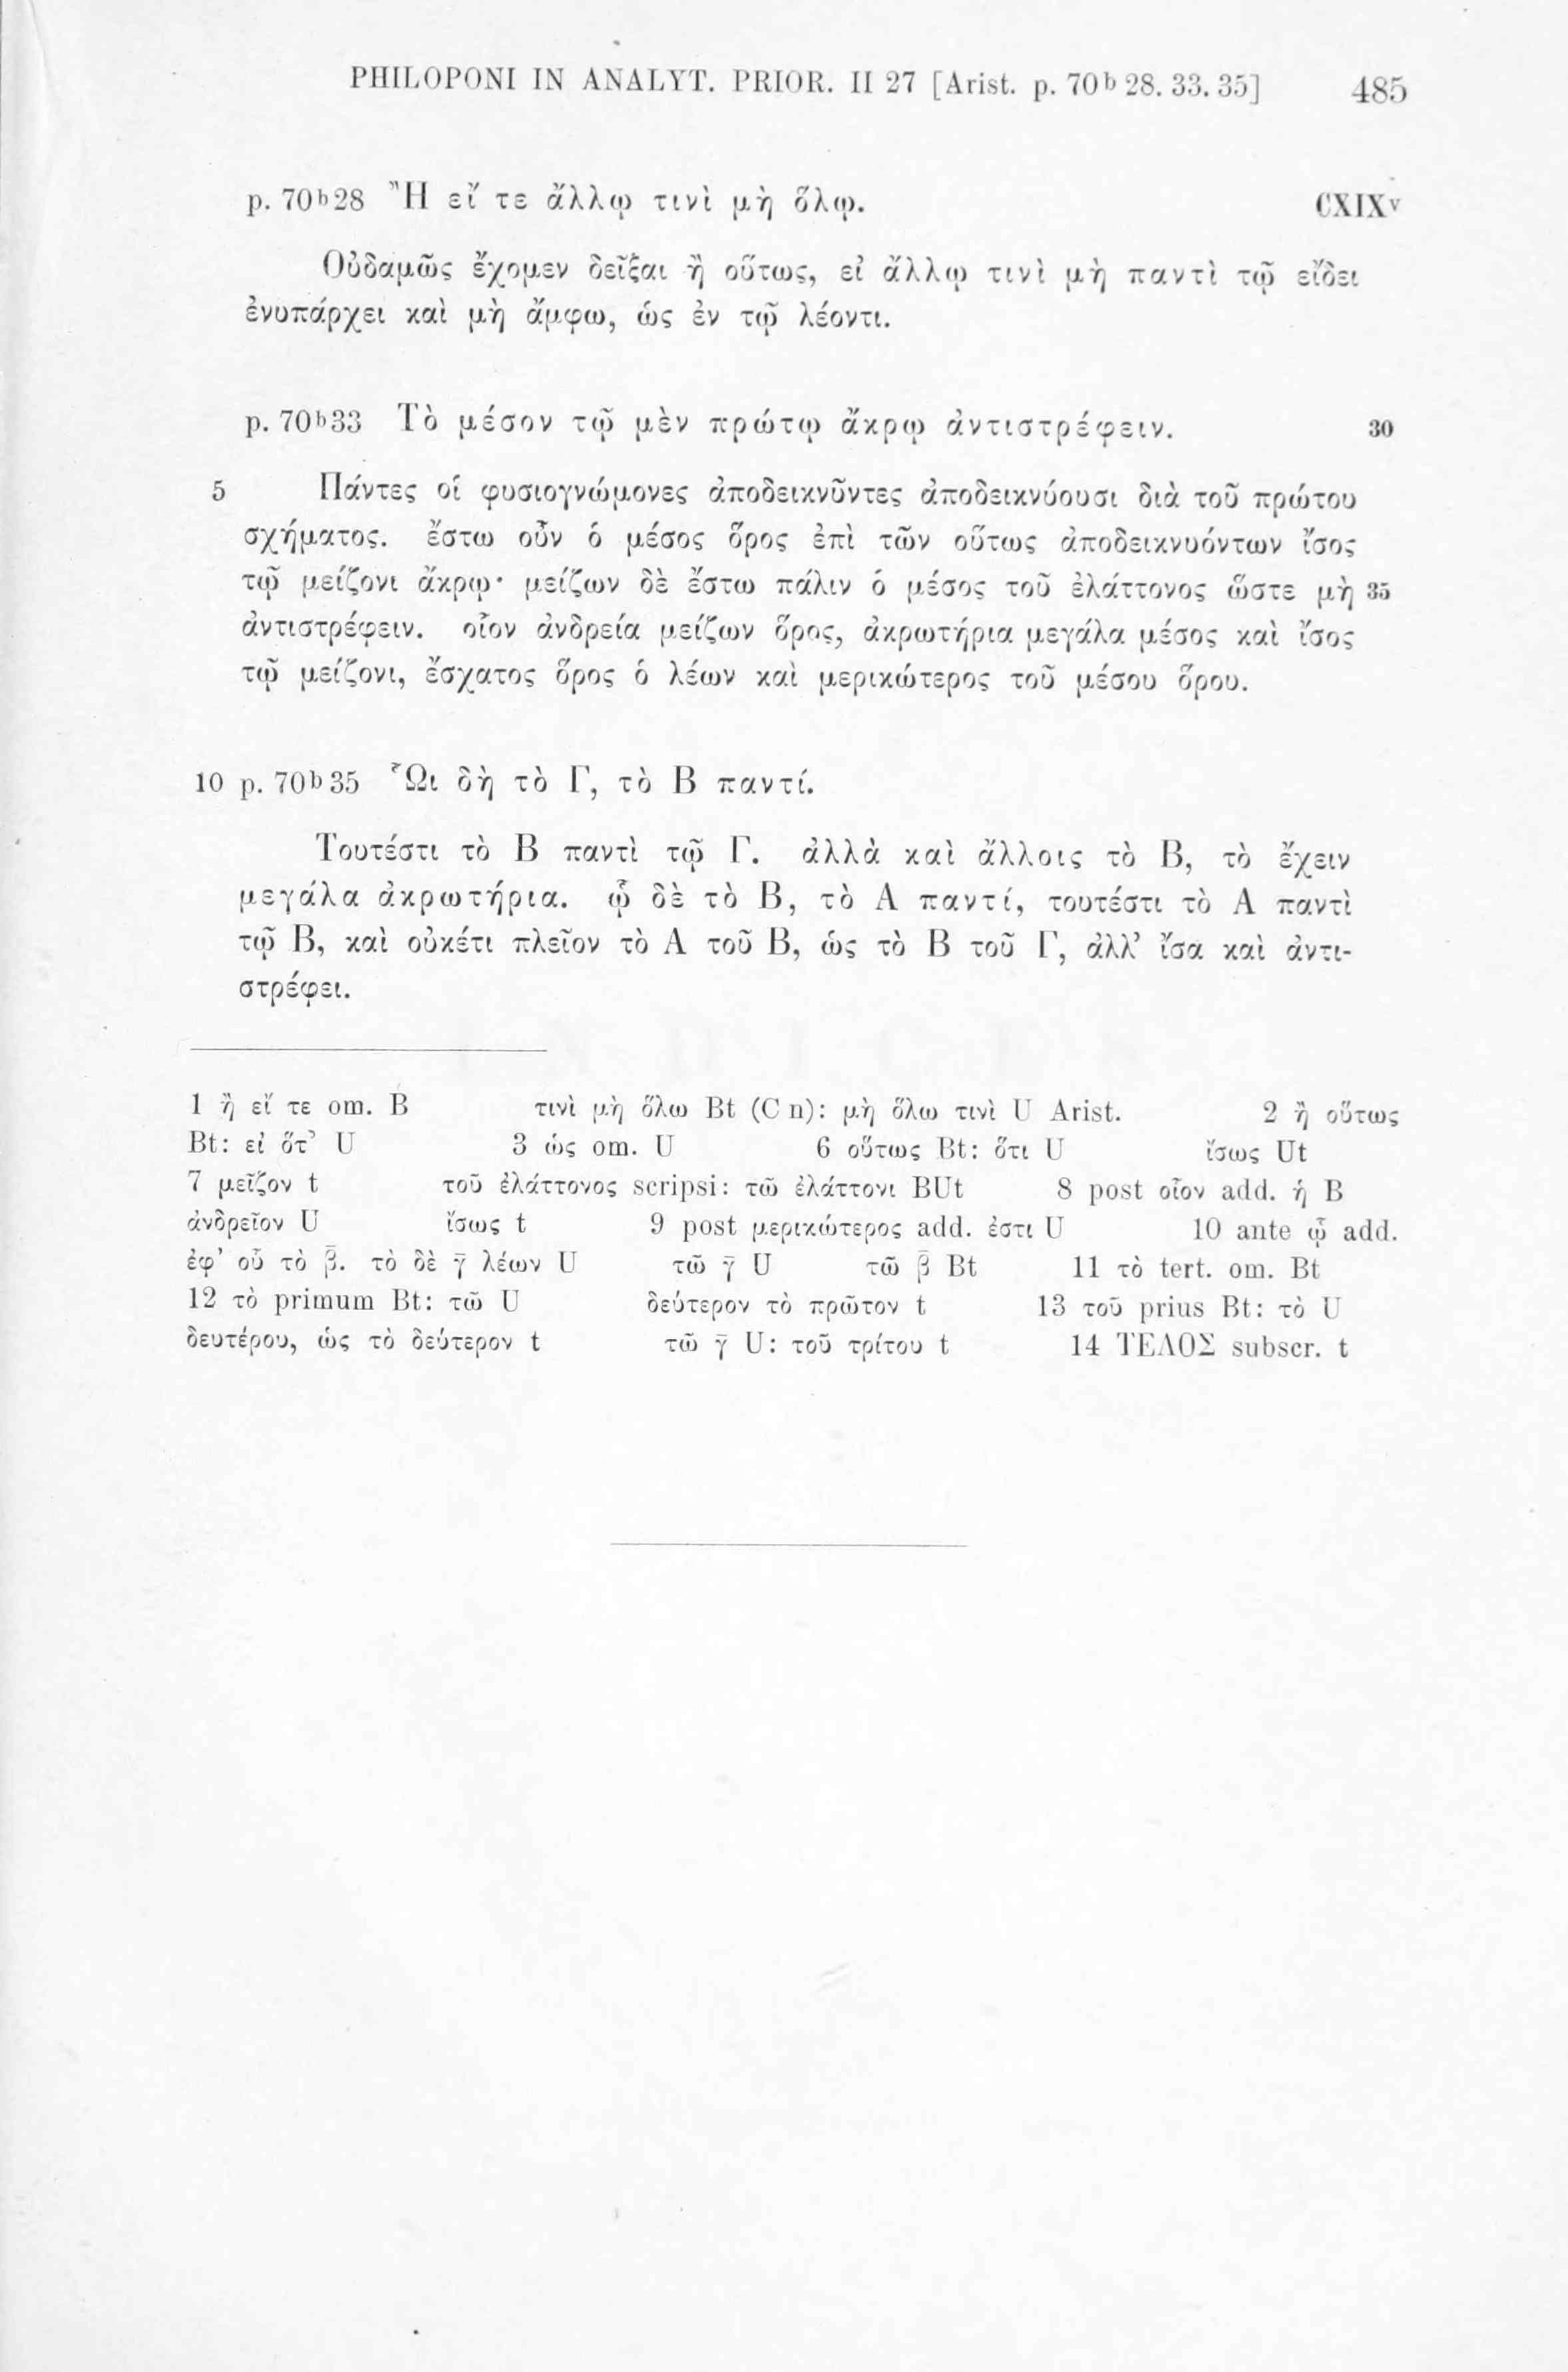 PHILOPONI IN ANALYT. PRIOR. II 27 [Arist. p. 70ᵇ 28. 33. 35] 485
p. 70ᵇ28 Ἢ εἴ τε ἄλλῳ τινὶ μὴ ὅλῳ. CXIXᵛ
Οὐδαμῶς ἔχομεν δεῖξαι ἢ οὕτως, εἰ ἄλλῳ τινὶ μὴ παντὶ τῷ εἴδει
ἐνυπάρχει καὶ μὴ ἄμφω, ὡς ἐν τῷ λέοντι.
p. 70ᵇ33 Τὸ μέσον τῷ μὲν πρώτῳ ἄκρῳ ἀντιστρέφειν. 30
5 Πάντες οἱ φυσιογνώμονες ἀποδεικνῦντες ἀποδεικνύουσι διὰ τοῦ πρώτου
σχήματος. ἔστω οὖν ὁ μέσος ὅρος ἐπὶ τῶν οὕτως ἀποδεικνυόντων ἴσος
τῷ μείζονι ἄκρῳ· μείζων δὲ ἔστω πάλιν ὁ μέσος τοῦ ἐλάττονος ὥστε μὴ 35
ἀντιστρέφειν. οἷον ἀνδρεία μείζων ὅρος, ἀκρωτήρια μεγάλα μέσος καὶ ἴσος
τῷ μείζονι, ἔσχατος ὅρος ὁ λέων καὶ μερικώτερος τοῦ μέσου ὅρου.
10 p. 70ᵇ35 Ὧι δὴ τὸ Γ, τὸ Β παντί.
Τουτέστι τὸ Β παντὶ τῷ Γ. ἀλλὰ καὶ ἄλλοις τὸ Β, τὸ ἔχειν
μεγάλα ἀκρωτήρια. ᾧ δὲ τὸ Β, τὸ Α παντί, τουτέστι τὸ Α παντὶ
τῷ Β, καὶ οὐκέτι πλεῖον τὸ Α τοῦ Β, ὡς τὸ Β τοῦ Γ, ἀλλ’ ἴσα καὶ ἀντι-
στρέφει.
1 ἢ εἴ τε om. B τινὶ μὴ ὅλω Bt (C n): μὴ ὅλω τινὶ U Arist. 2 ἢ οὕτως
Bt: εἰ ὅτ’ U 3 ὡς om. U 6 οὕτως Bt: ὅτι U ἴσως Ut
7 μεῖζον t τοῦ ἐλάττονος scripsi: τῶ ἐλάττονι BUt 8 post οἷον add. ἡ B
ἀνδρεῖον U ἴσως t 9 post μερικώτερος add. ἐστι U 10 ante ᾧ add.
ἐφ’ οὗ τὸ β̄. τὸ δὲ γ̄ λέων U τῶ γ̄ U τῶ β̄ Bt 11 τὸ tert. om. Bt
12 τὸ primum Bt: τῶ U δεύτερον τὸ πρῶτον t 13 τοῦ prius Bt: τὸ U
δευτέρου, ὡς τὸ δεύτερον t τῶ γ̄ U: τοῦ τρίτου t 14 ΤΕΛΟΣ subscr. t